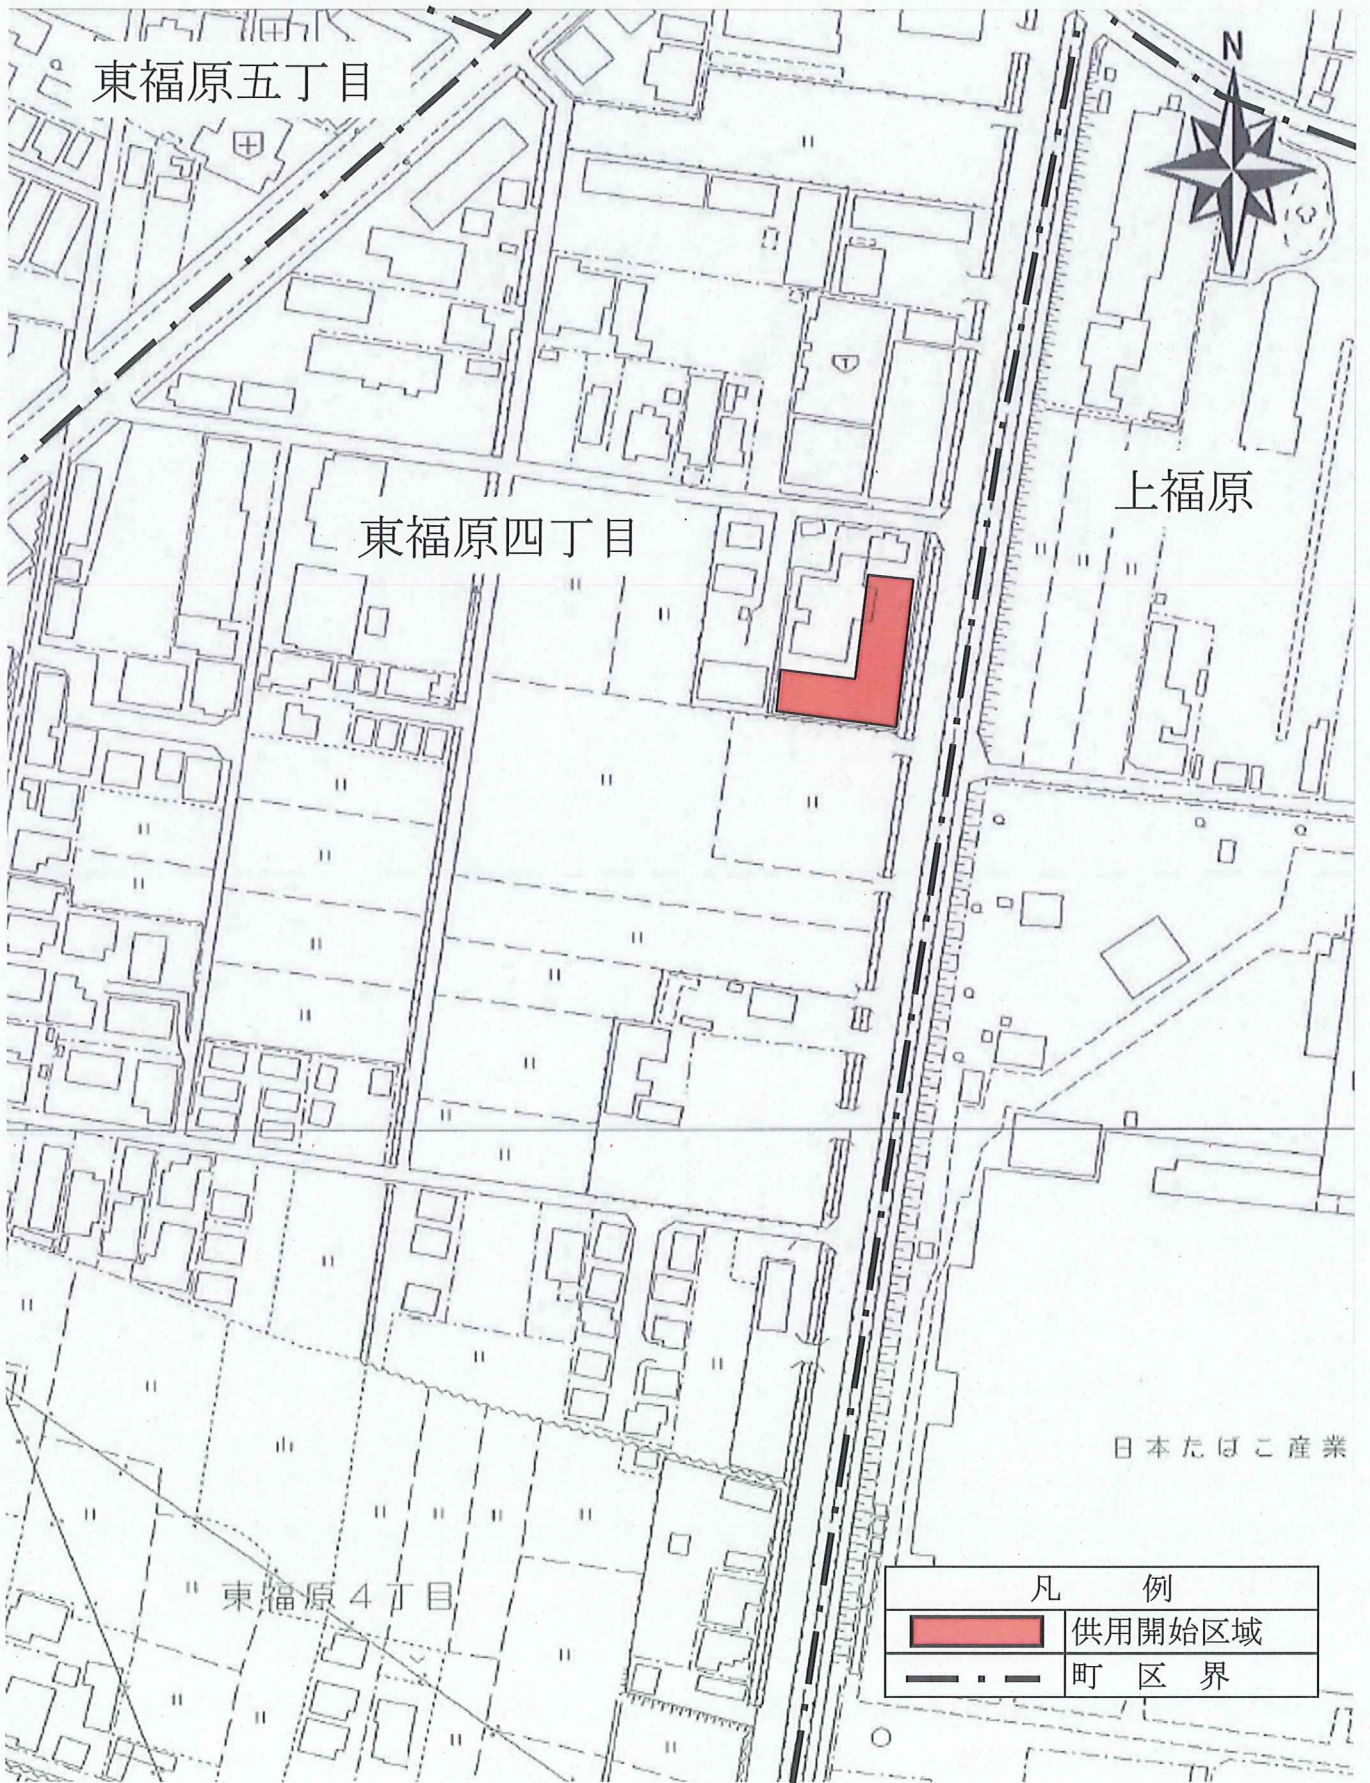 N
東福原五丁目
上福原
東福原四丁目
日本たばこ産業
東福原4丁目
凡 例
供用開始区域
町 区 界